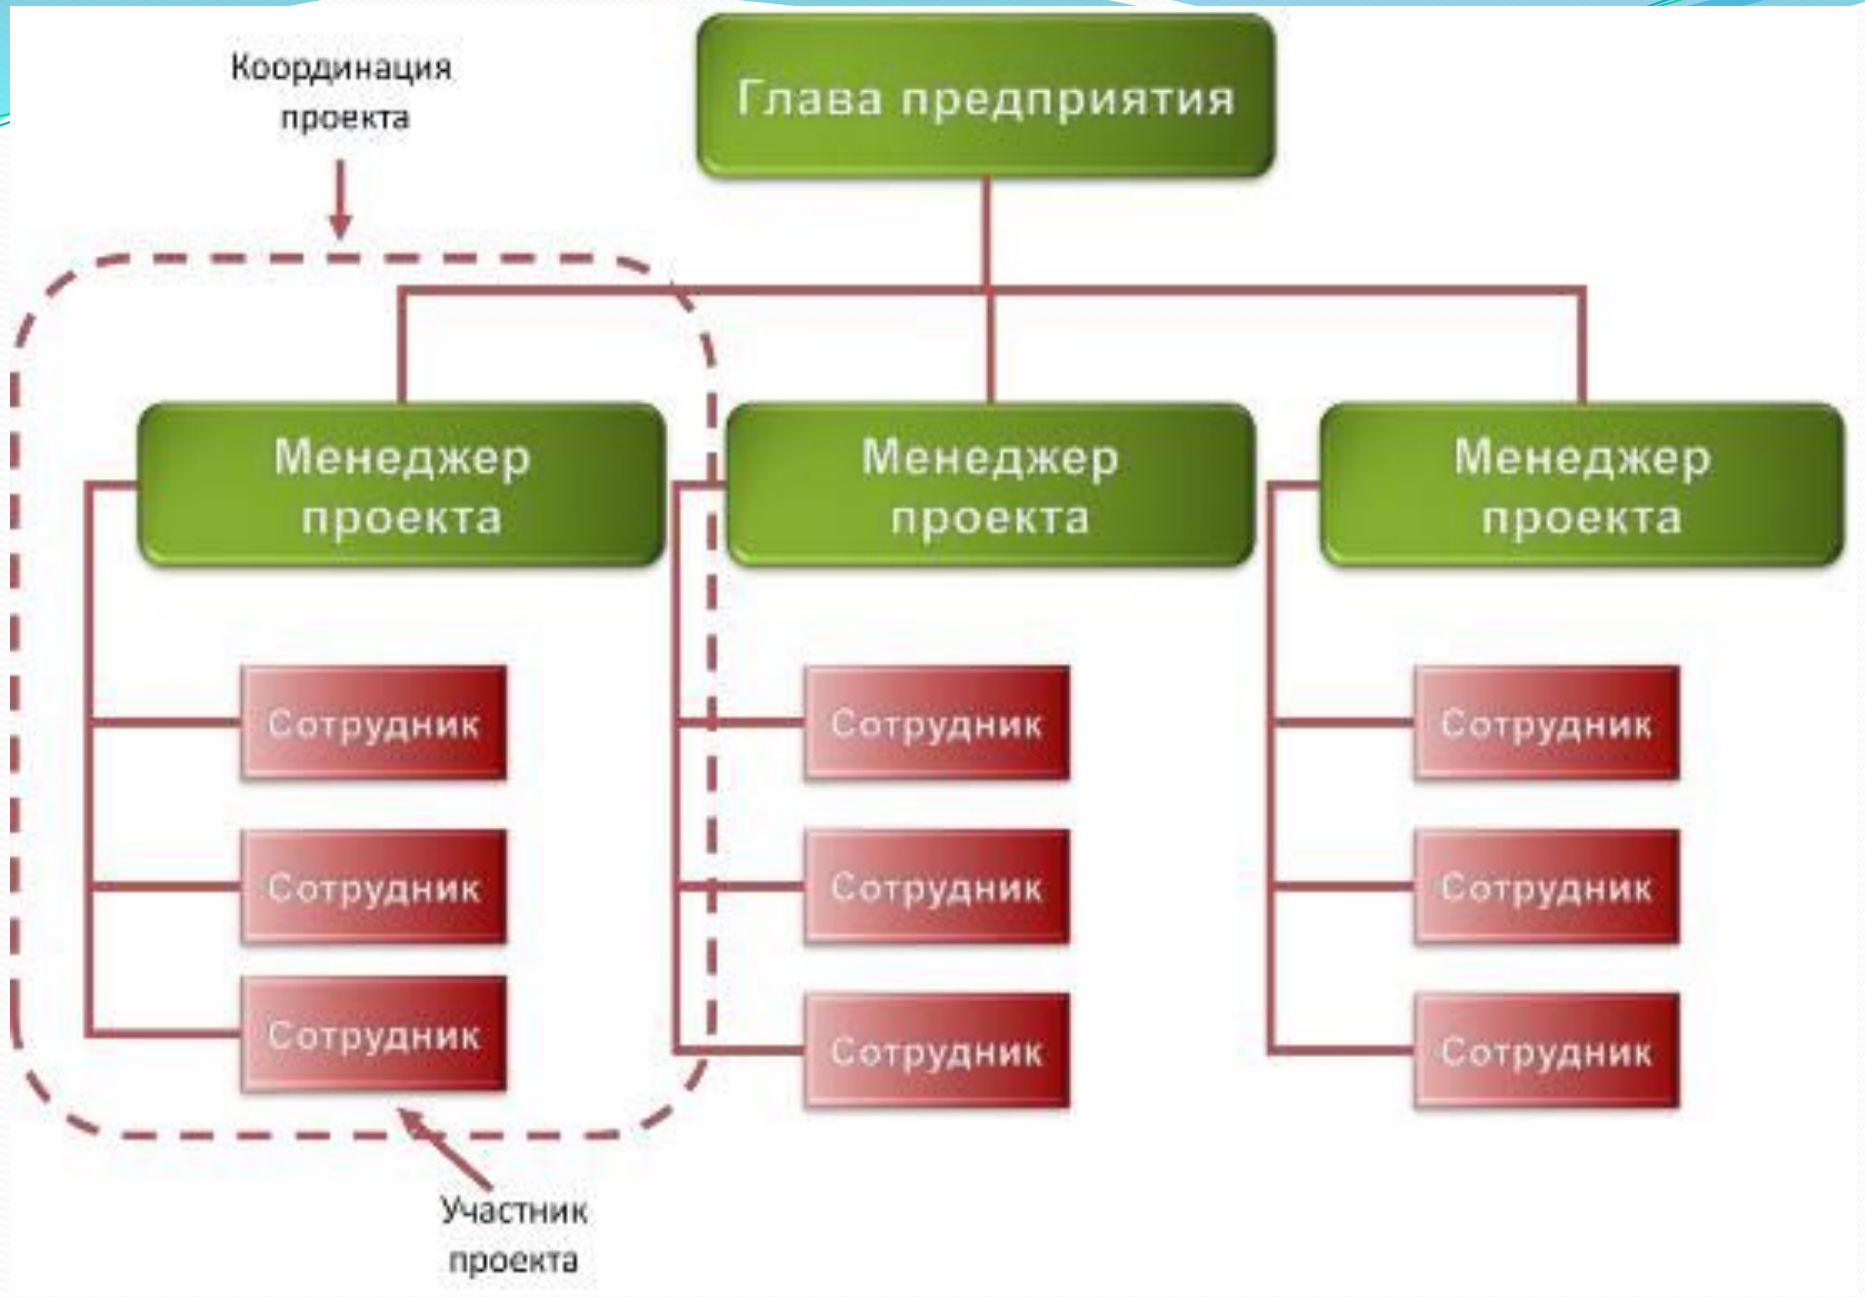 Координация
проекта
Глава предприятия
Менеджер
проекта
Менеджер
проекта
Менеджер
проекта
Сотрудник
Сотрудник
Сотрудник
Сотрудник
Сотрудник
Сотрудник
Сотрудник
Сотрудник
Сотрудник
Участник
проекта